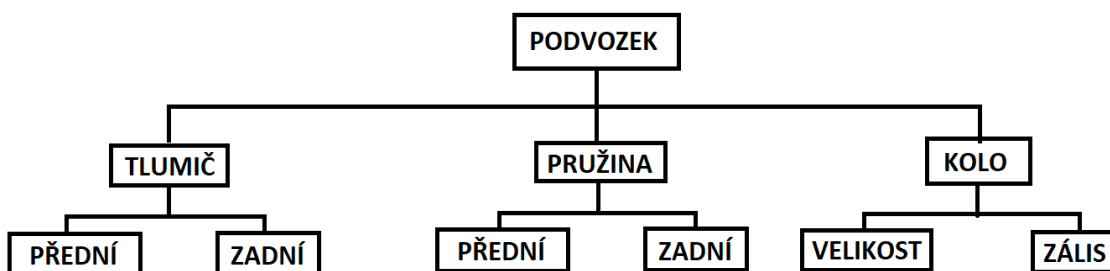 PODVOZEK
TLUMIČ
PRUŽINA
KOLO
PŘEDNÍ
ZADNÍ
PŘEDNÍ
ZADNÍ
VELIKOST
ZÁLIS